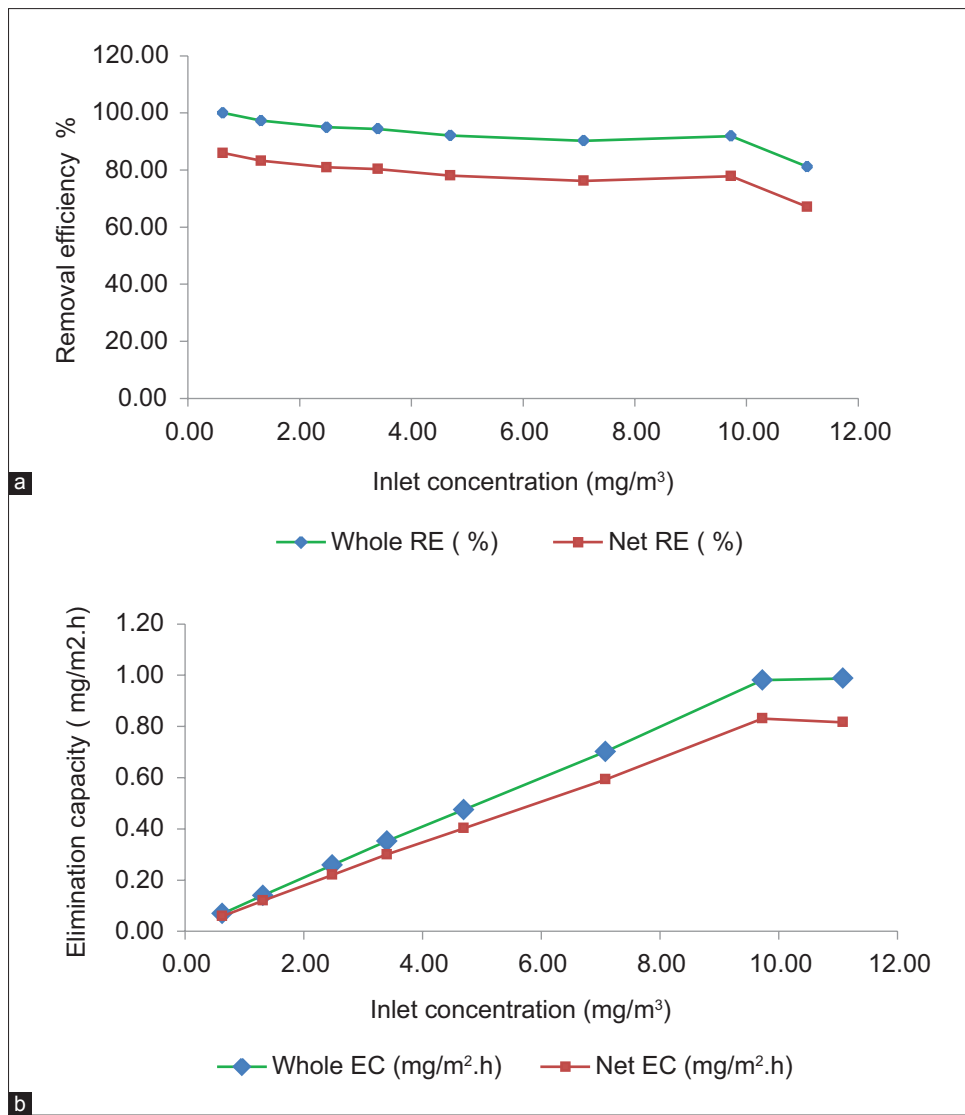 120.00
100.00
80.00
60.00
40.00
20.00
0.00
Removal efficiency %
0.00 2.00 4.00 6.00 8.00 10.00 12.00
Inlet concentration (mg/m³)
a
Whole RE ( %) Net RE ( %)
1.20
1.00
0.80
0.60
0.40
0.20
0.00
Elimination capacity ( mg/m2.h)
0.00 2.00 4.00 6.00 8.00 10.00 12.00
Inlet concentration (mg/m³)
Whole EC (mg/m².h) Net EC (mg/m².h)
b